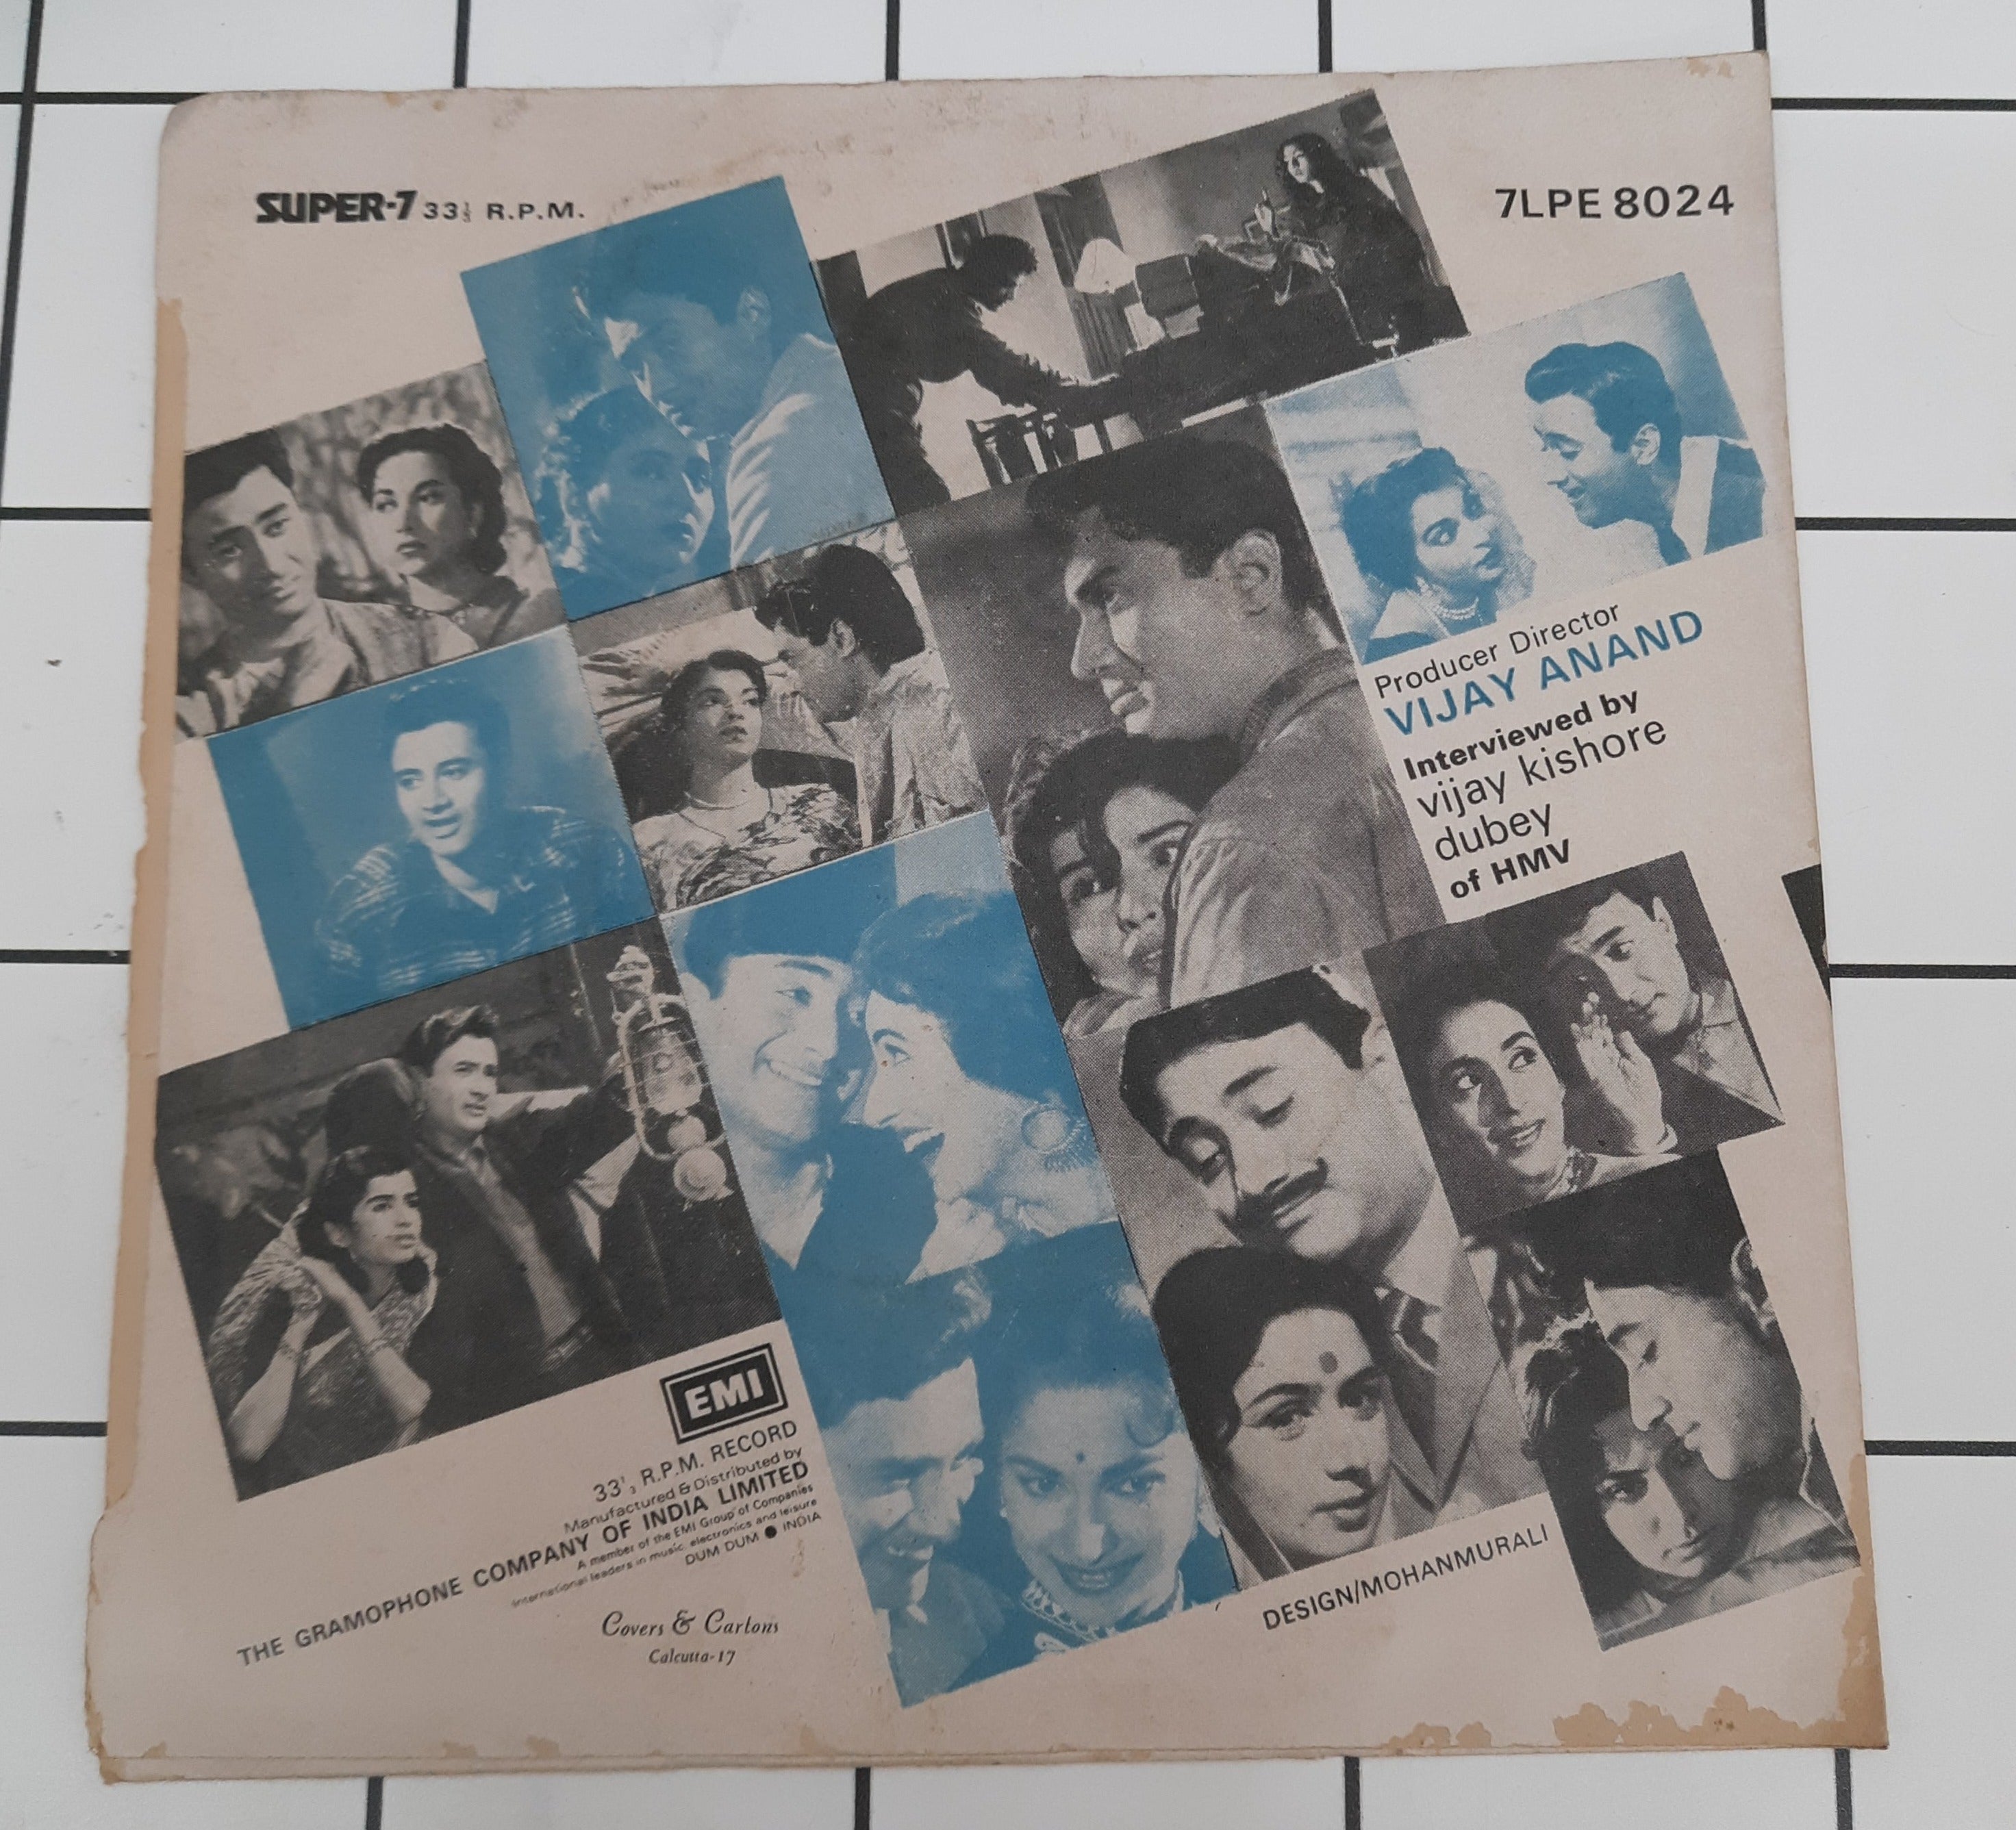 SUPER-7 33⅓ R.P.M.
7LPE 8024
Producer Director
VIJAY ANAND
Interviewed by
vijay kishore
dubey
of HMV
EMI
33⅓ R.P.M. RECORD
Manufactured & Distributed by
THE GRAMOPHONE COMPANY OF INDIA LIMITED
A member of the EMI Group of Companies
International leaders in music electronics and leisure
DUM DUM ● INDIA
Covers & Cartons
Calcutta-17
DESIGN/MOHANMURALI